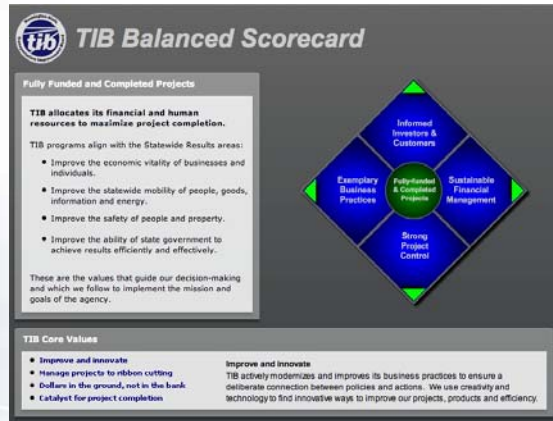 tib
TIB Balanced Scorecard
Fully Funded and Completed Projects
TIB allocates its financial and human
resources to maximize project completion.
TIB programs align with the Statewide Results areas:
• Improve the economic vitality of businesses and
individuals.
• Improve the statewide mobility of people, goods,
information and energy.
• Improve the safety of people and property.
• Improve the ability of state government to
achieve results efficiently and effectively.
These are the values that guide our decision-making
and which we follow to implement the mission and
goals of the agency.
Informed
Investors &
Customers
Exemplary
Business
Practices
Fully-funded
& Completed
Projects
Sustainable
Financial
Management
Strong
Project
Control
TIB Core Values
• Improve and innovate
• Manage projects to ribbon cutting
• Dollars in the ground, not in the bank
• Catalyst for project completion
Improve and innovate
TIB actively modernizes and improves its business practices to ensure a
deliberate connection between policies and actions. We use creativity and
technology to find innovative ways to improve our projects, products and efficiency.